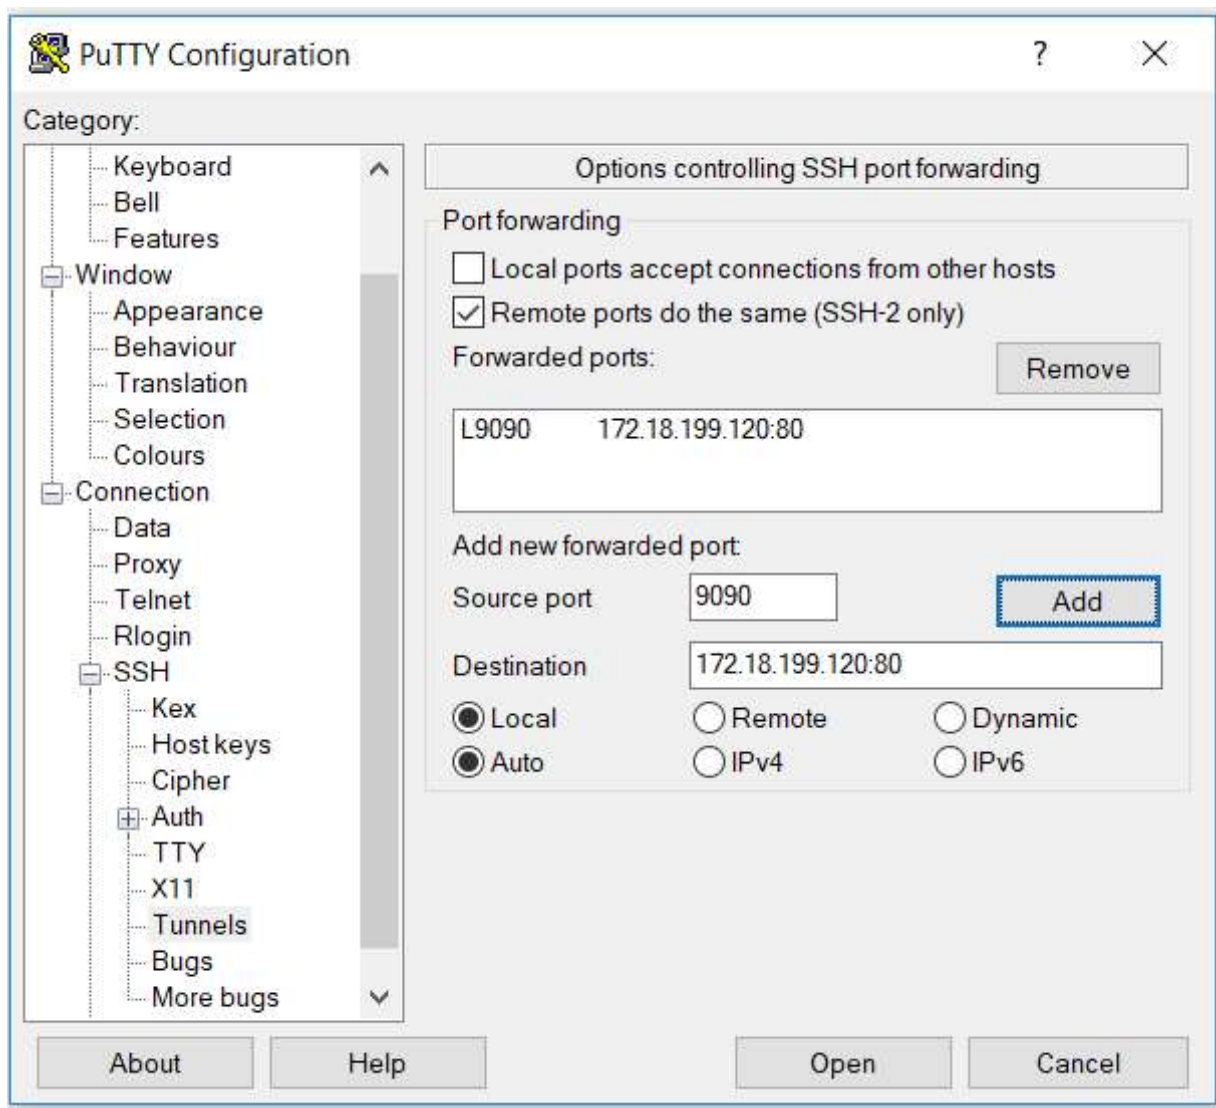 PuTTY Configuration
?
Category:
Keyboard
Bell
Features
Window
Appearance
Behaviour
Translation
Selection
Colours
Connection
Data
Proxy
Telnet
Rlogin
SSH
Kex
Host keys
Cipher
Auth
TTY
X11
Tunnels
Bugs
More bugs
Options controlling SSH port forwarding
Port forwarding
Local ports accept connections from other hosts
Remote ports do the same (SSH-2 only)
Forwarded ports:
Remove
L9090 172.18.199.120:80
Add new forwarded port:
Source port 9090 Add
Destination 172.18.199.120:80
Local Remote Dynamic
Auto IPv4 IPv6
About Help Open Cancel